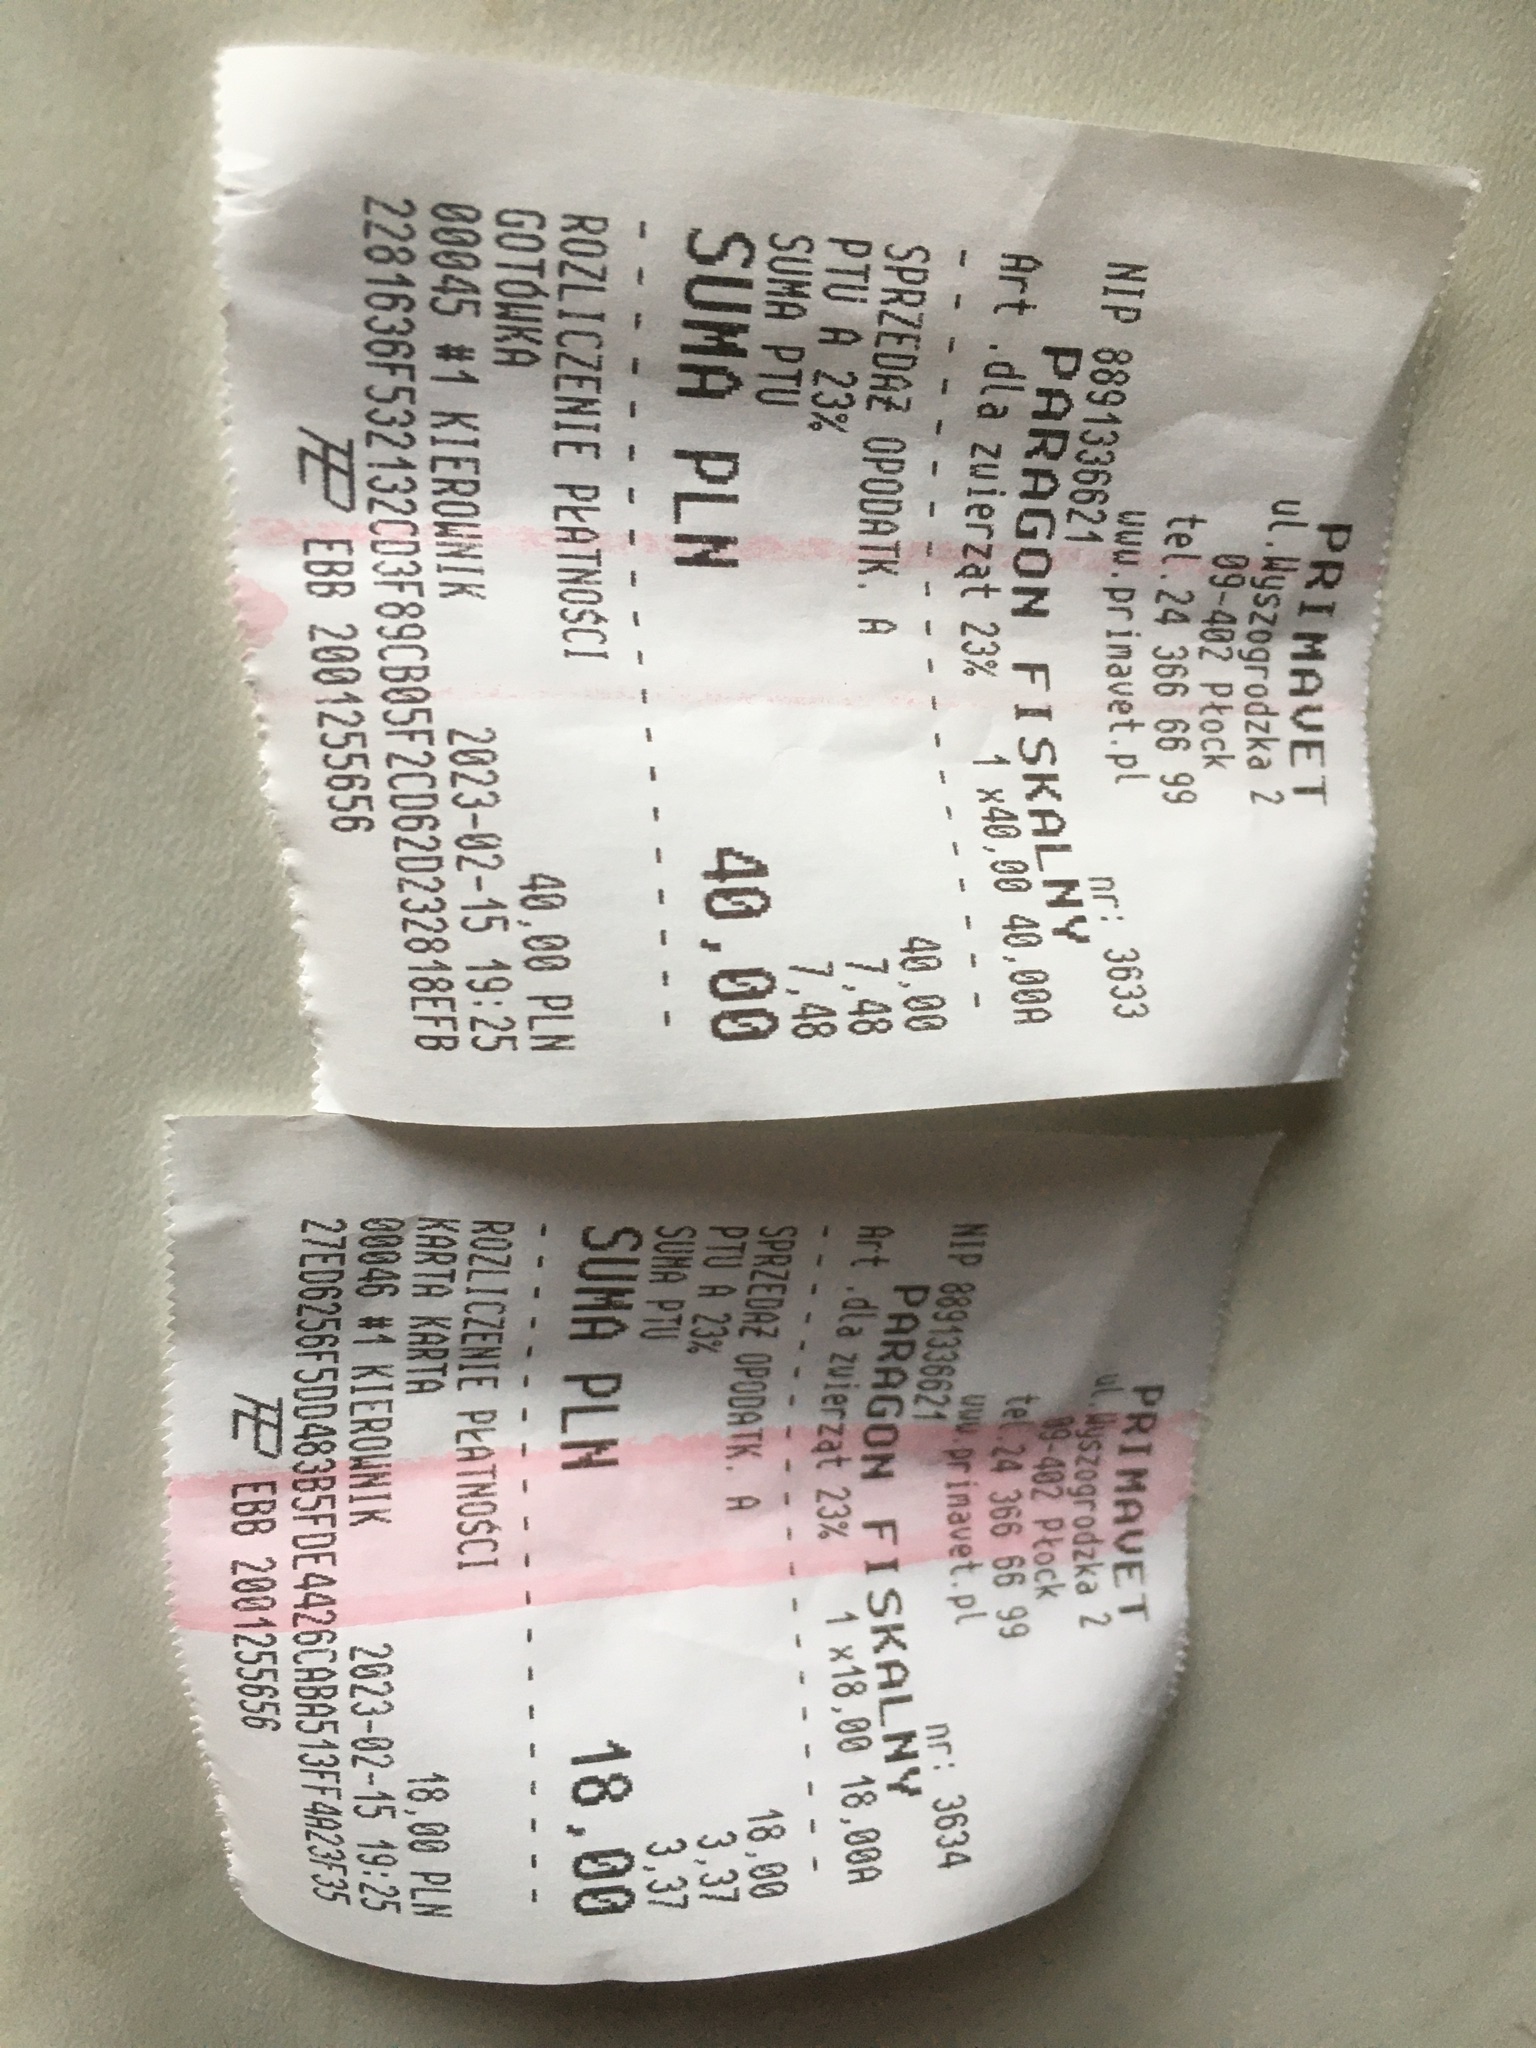 PRIMAVET
ul.Wyszogrodzka 2
09-402 Płock
tel.24 366 66 99
www.primavet.pl
NIP 8891336621 nr: 3633
PARAGON FISKALNY
Art .dla zwierząt 23% 1 x40,00 40,00A
SPRZEDAŻ OPODATK. A 40,00
PTU A 23% 7,48
SUMA PTU 7,48
SUMA PLN 40,00
ROZLICZENIE PŁATNOŚCI
GOTÓWKA 40,00 PLN
00045 #1 KIEROWNIK 2023-02-15 19:25
2281636F532132CD3F89CB05F2CD62D232818EFB
EBB 2001255656
PRIMAVET
ul.Wyszogrodzka 2
09-402 Płock
tel.24 366 66 99
www.primavet.pl
NIP 8891336621 nr: 3634
PARAGON FISKALNY
Art .dla zwierząt 23% 1 x18,00 18,00A
SPRZEDAŻ OPODATK. A 18,00
PTU A 23% 3,37
SUMA PTU 3,37
SUMA PLN 18,00
ROZLICZENIE PŁATNOŚCI
KARTA KARTA 18,00 PLN
00046 #1 KIEROWNIK 2023-02-15 19:25
27ED6256F5DD483B5FDE4426CABA513FF4A23F35
EBB 2001255656